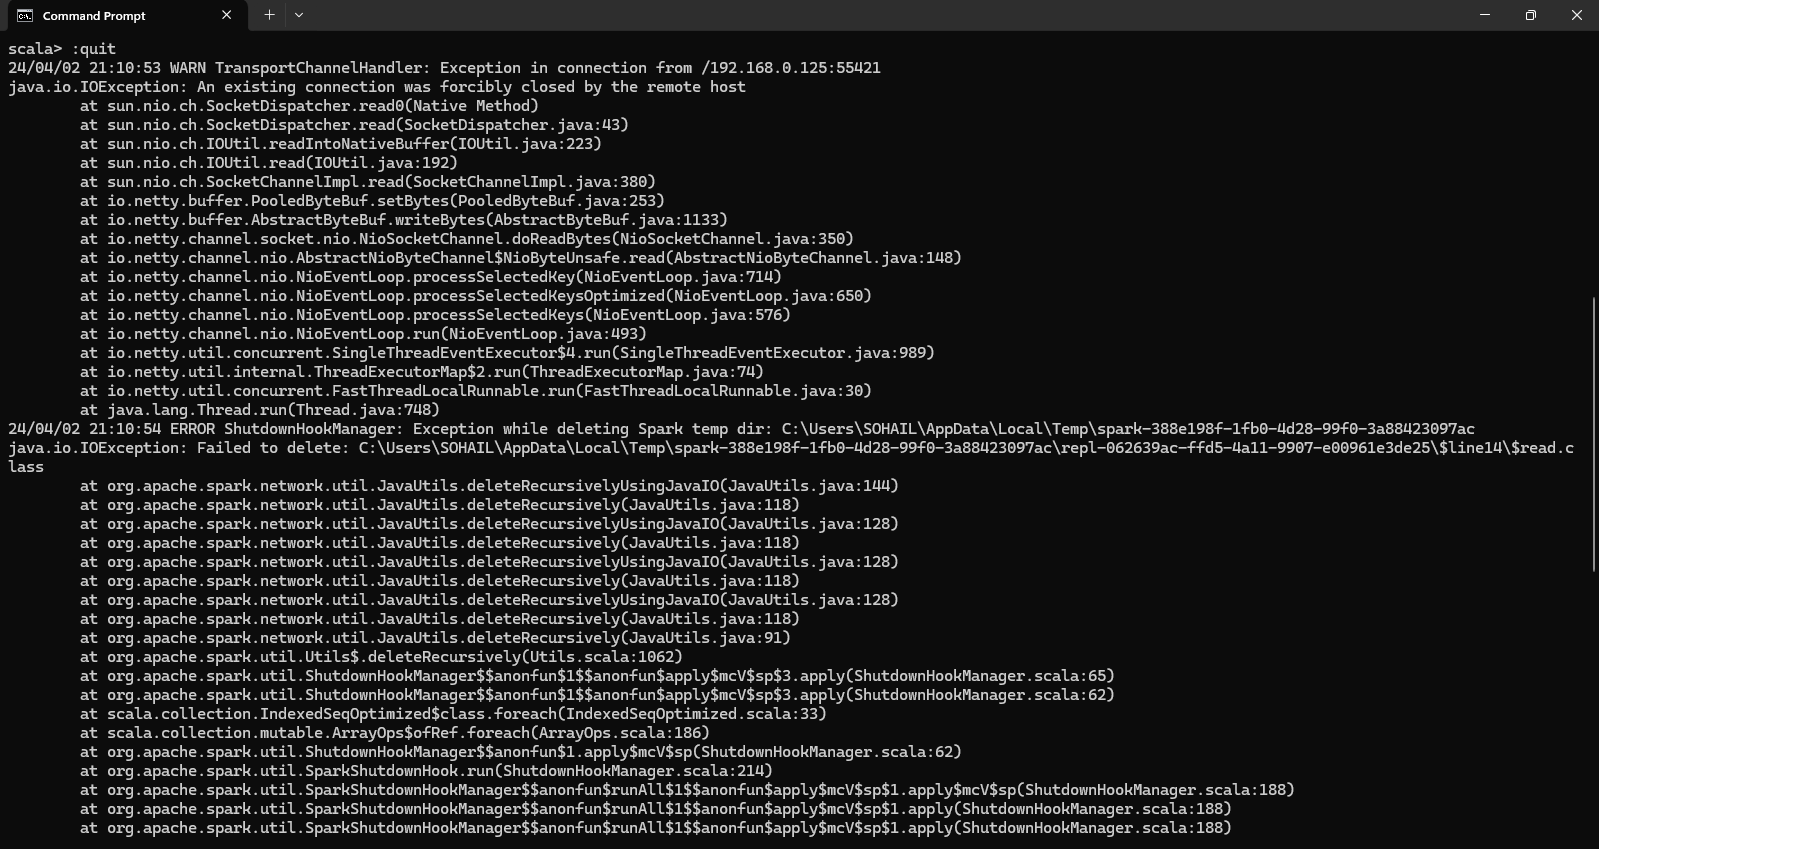 Command Prompt
scala> :quit
24/04/02 21:10:53 WARN TransportChannelHandler: Exception in connection from /192.168.0.125:55421
java.io.IOException: An existing connection was forcibly closed by the remote host
        at sun.nio.ch.SocketDispatcher.read0(Native Method)
        at sun.nio.ch.SocketDispatcher.read(SocketDispatcher.java:43)
        at sun.nio.ch.IOUtil.readIntoNativeBuffer(IOUtil.java:223)
        at sun.nio.ch.IOUtil.read(IOUtil.java:192)
        at sun.nio.ch.SocketChannelImpl.read(SocketChannelImpl.java:380)
        at io.netty.buffer.PooledByteBuf.setBytes(PooledByteBuf.java:253)
        at io.netty.buffer.AbstractByteBuf.writeBytes(AbstractByteBuf.java:1133)
        at io.netty.channel.socket.nio.NioSocketChannel.doReadBytes(NioSocketChannel.java:350)
        at io.netty.channel.nio.AbstractNioByteChannel$NioByteUnsafe.read(AbstractNioByteChannel.java:148)
        at io.netty.channel.nio.NioEventLoop.processSelectedKey(NioEventLoop.java:714)
        at io.netty.channel.nio.NioEventLoop.processSelectedKeysOptimized(NioEventLoop.java:650)
        at io.netty.channel.nio.NioEventLoop.processSelectedKeys(NioEventLoop.java:576)
        at io.netty.channel.nio.NioEventLoop.run(NioEventLoop.java:493)
        at io.netty.util.concurrent.SingleThreadEventExecutor$4.run(SingleThreadEventExecutor.java:989)
        at io.netty.util.internal.ThreadExecutorMap$2.run(ThreadExecutorMap.java:74)
        at io.netty.util.concurrent.FastThreadLocalRunnable.run(FastThreadLocalRunnable.java:30)
        at java.lang.Thread.run(Thread.java:748)
24/04/02 21:10:54 ERROR ShutdownHookManager: Exception while deleting Spark temp dir: C:\Users\SOHAIL\AppData\Local\Temp\spark-388e198f-1fb0-4d28-99f0-3a88423097ac
java.io.IOException: Failed to delete: C:\Users\SOHAIL\AppData\Local\Temp\spark-388e198f-1fb0-4d28-99f0-3a88423097ac\repl-062639ac-ffd5-4a11-9907-e00961e3de25\$line14\$read.c
lass
        at org.apache.spark.network.util.JavaUtils.deleteRecursivelyUsingJavaIO(JavaUtils.java:144)
        at org.apache.spark.network.util.JavaUtils.deleteRecursively(JavaUtils.java:118)
        at org.apache.spark.network.util.JavaUtils.deleteRecursivelyUsingJavaIO(JavaUtils.java:128)
        at org.apache.spark.network.util.JavaUtils.deleteRecursively(JavaUtils.java:118)
        at org.apache.spark.network.util.JavaUtils.deleteRecursivelyUsingJavaIO(JavaUtils.java:128)
        at org.apache.spark.network.util.JavaUtils.deleteRecursively(JavaUtils.java:118)
        at org.apache.spark.network.util.JavaUtils.deleteRecursivelyUsingJavaIO(JavaUtils.java:128)
        at org.apache.spark.network.util.JavaUtils.deleteRecursively(JavaUtils.java:118)
        at org.apache.spark.network.util.JavaUtils.deleteRecursively(JavaUtils.java:91)
        at org.apache.spark.util.Utils$.deleteRecursively(Utils.scala:1062)
        at org.apache.spark.util.ShutdownHookManager$$anonfun$1$$anonfun$apply$mcV$sp$3.apply(ShutdownHookManager.scala:65)
        at org.apache.spark.util.ShutdownHookManager$$anonfun$1$$anonfun$apply$mcV$sp$3.apply(ShutdownHookManager.scala:62)
        at scala.collection.IndexedSeqOptimized$class.foreach(IndexedSeqOptimized.scala:33)
        at scala.collection.mutable.ArrayOps$ofRef.foreach(ArrayOps.scala:186)
        at org.apache.spark.util.ShutdownHookManager$$anonfun$1.apply$mcV$sp(ShutdownHookManager.scala:62)
        at org.apache.spark.util.SparkShutdownHook.run(ShutdownHookManager.scala:214)
        at org.apache.spark.util.SparkShutdownHookManager$$anonfun$runAll$1$$anonfun$apply$mcV$sp$1.apply$mcV$sp(ShutdownHookManager.scala:188)
        at org.apache.spark.util.SparkShutdownHookManager$$anonfun$runAll$1$$anonfun$apply$mcV$sp$1.apply(ShutdownHookManager.scala:188)
        at org.apache.spark.util.SparkShutdownHookManager$$anonfun$runAll$1$$anonfun$apply$mcV$sp$1.apply(ShutdownHookManager.scala:188)